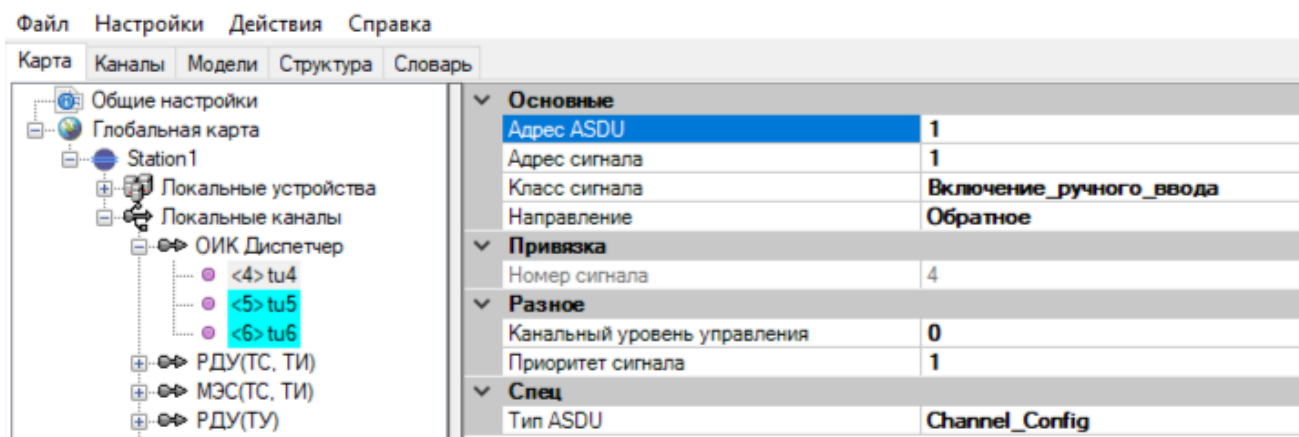 Файл Настройки Действия Справка
Карта Каналы Модели Структура Словарь
Общие настройки
Глобальная карта
Station1
Локальные устройства
Локальные каналы
ОИК Диспетчер
<4> tu4
<5> tu5
<6> tu6
РДУ(ТС, ТИ)
МЭС(ТС, ТИ)
РДУ(ТУ)
Основные
Адрес ASDU 1
Адрес сигнала 1
Класс сигнала Включение_ручного_ввода
Направление Обратное
Привязка
Номер сигнала 4
Разное
Канальный уровень управления 0
Приоритет сигнала 1
Спец
Тип ASDU Channel_Config